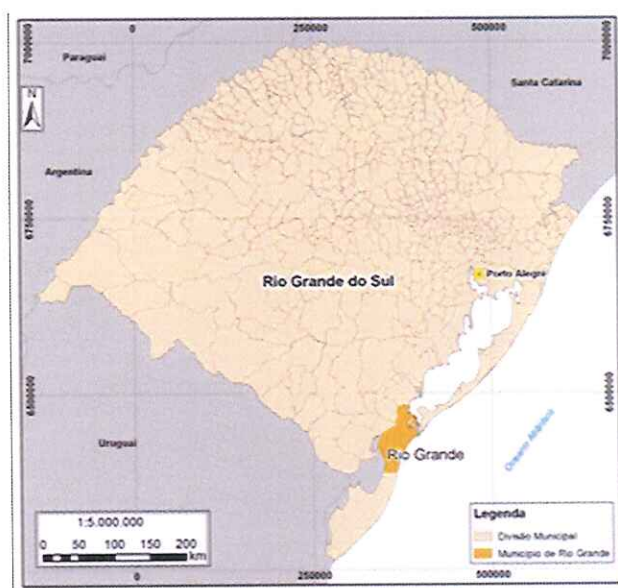 0 250000 500000
7000000 7000000
Paraguai
Santa Catarina
N
Argentina
6750000 6750000
Rio Grande do Sul
Porto Alegre
6500000 6500000
Uruguai
Rio Grande
Oceano Atlântico
1:5.000.000
0 50 100 150 200
km
Legenda
Divisão Municipal
Município de Rio Grande
0 250000 500000